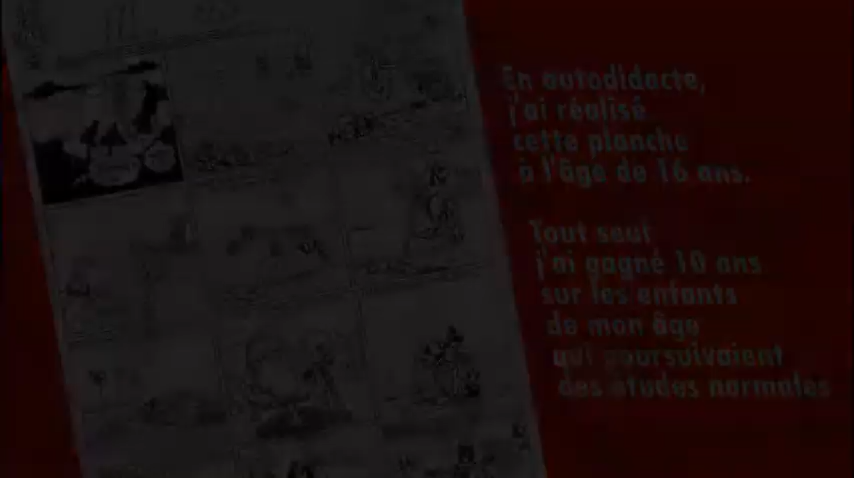 En autodidacte,
j'ai réalisé
cette planche
à l'âge de 16 ans.
Tout seul
j'ai gagné 10 ans
sur les enfants
de mon âge
qui poursuivaient
des études normales